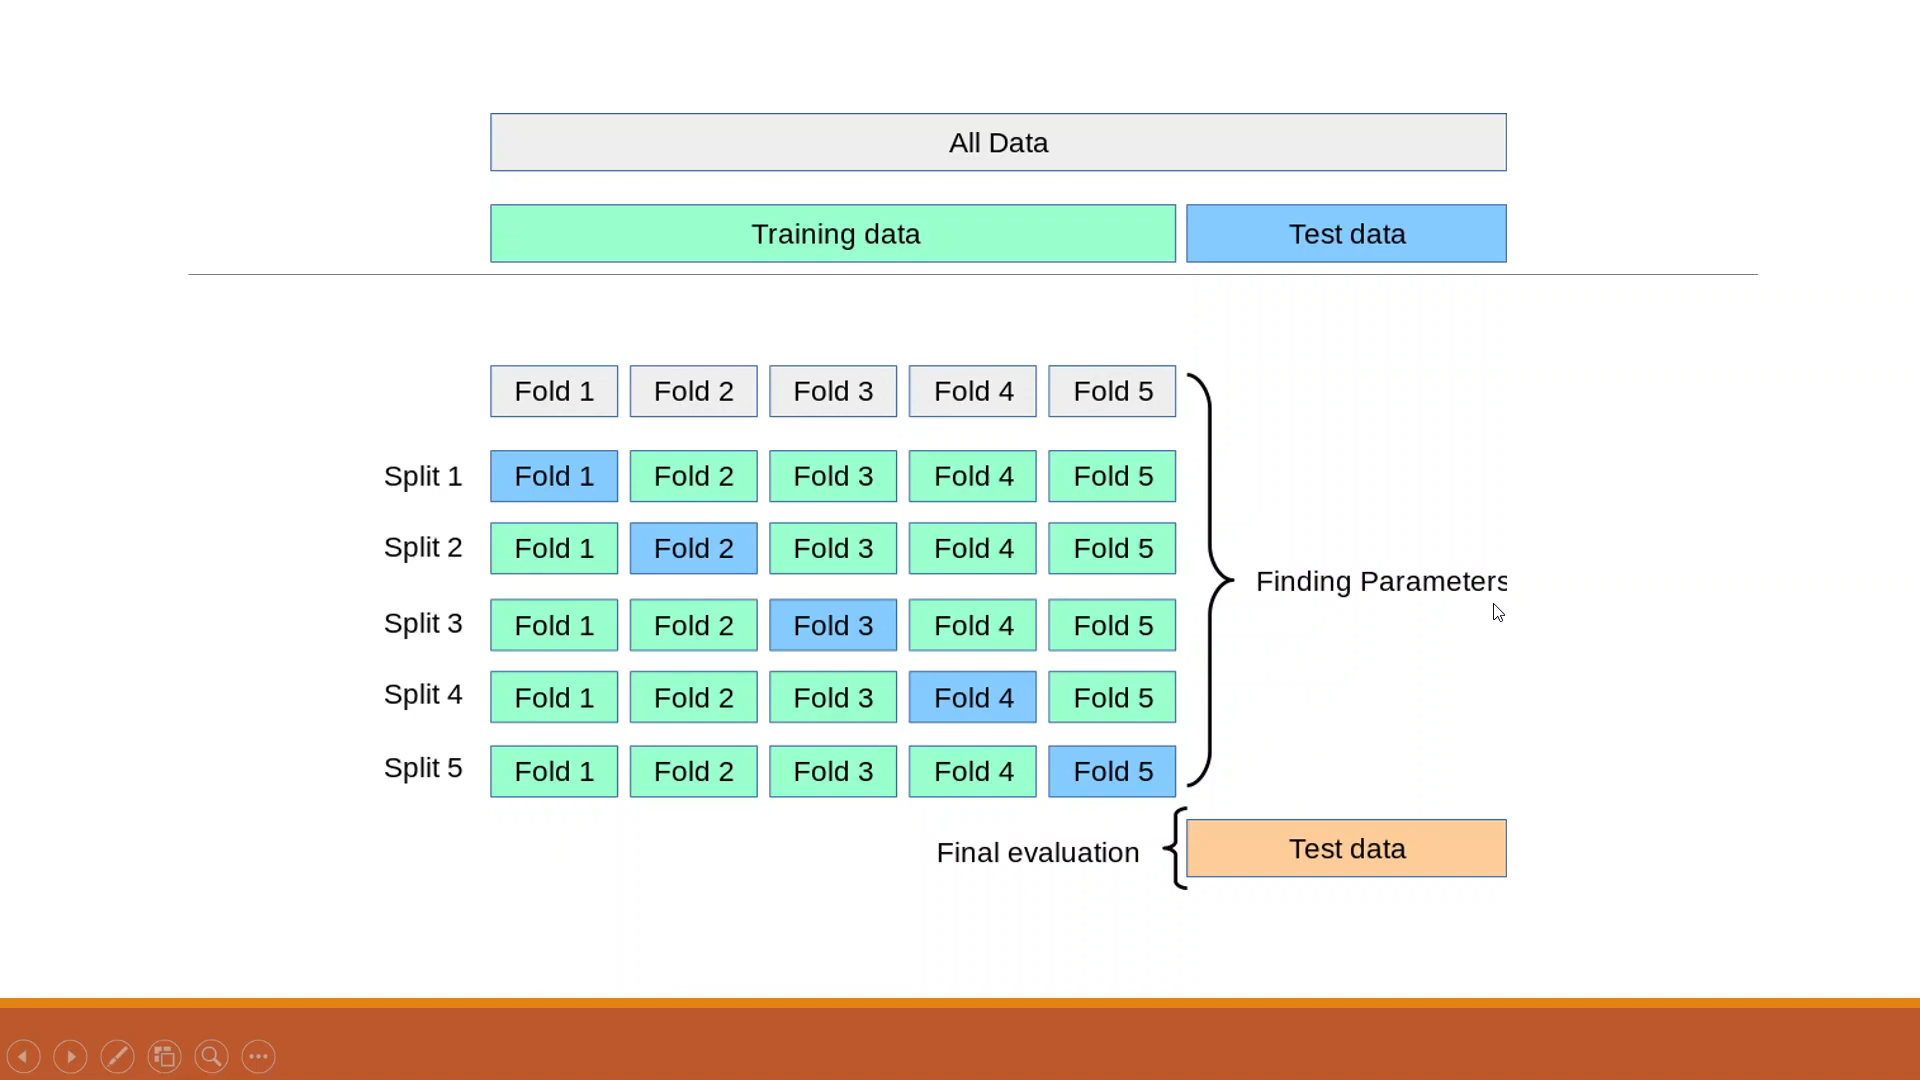 All Data
Training data Test data
Fold 1 Fold 2 Fold 3 Fold 4 Fold 5
Split 1 Fold 1 Fold 2 Fold 3 Fold 4 Fold 5
Split 2 Fold 1 Fold 2 Fold 3 Fold 4 Fold 5
Finding Parameters
Split 3 Fold 1 Fold 2 Fold 3 Fold 4 Fold 5
Split 4 Fold 1 Fold 2 Fold 3 Fold 4 Fold 5
Split 5 Fold 1 Fold 2 Fold 3 Fold 4 Fold 5
Final evaluation Test data